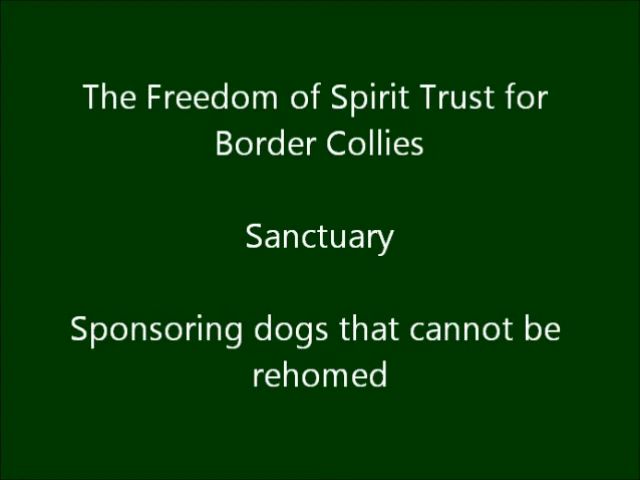 The Freedom of Spirit Trust for
Border Collies
Sanctuary
Sponsoring dogs that cannot be
rehomed